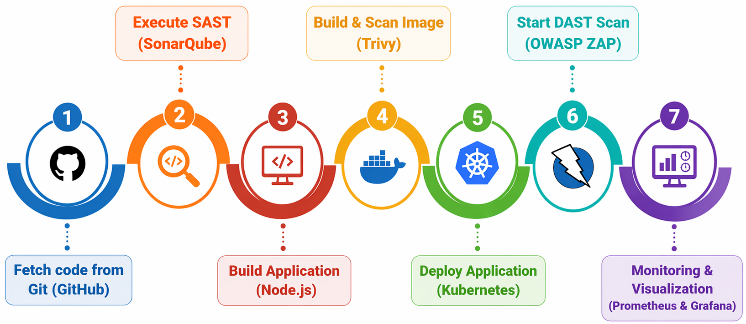 Execute SAST
(SonarQube)
Build & Scan Image
(Trivy)
Start DAST Scan
(OWASP ZAP)
1
2
3
4
5
6
7
</>
</>
Fetch code from
Git (GitHub)
Build Application
(Node.js)
Deploy Application
(Kubernetes)
Monitoring &
Visualization
(Prometheus & Grafana)